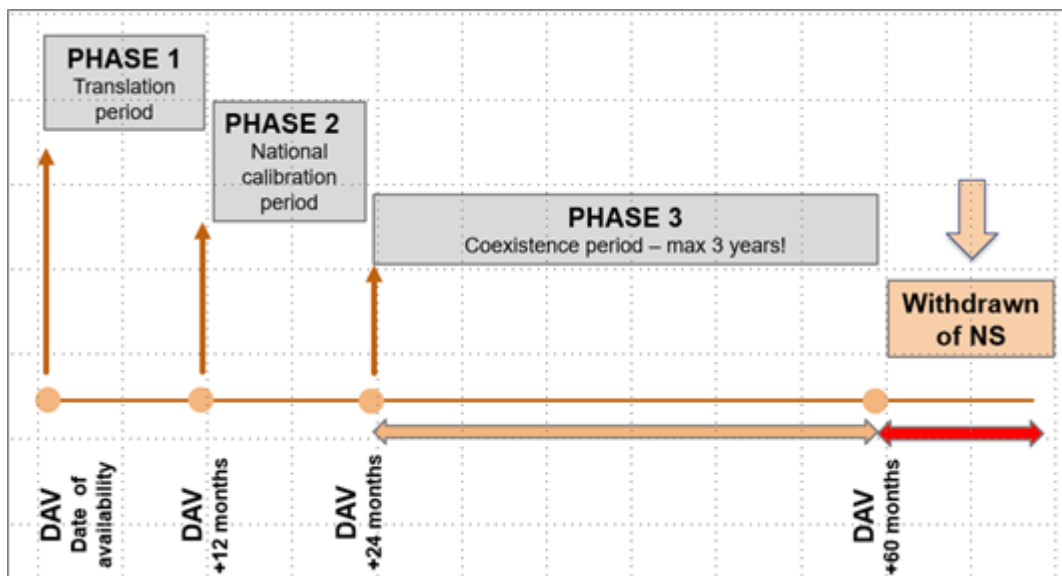 PHASE 1
Translation
period
PHASE 2
National
calibration
period
PHASE 3
Coexistence period – max 3 years!
Withdrawn
of NS
DAV
Date of
availability
DAV
+12 months
DAV
+24 months
DAV
+60 months